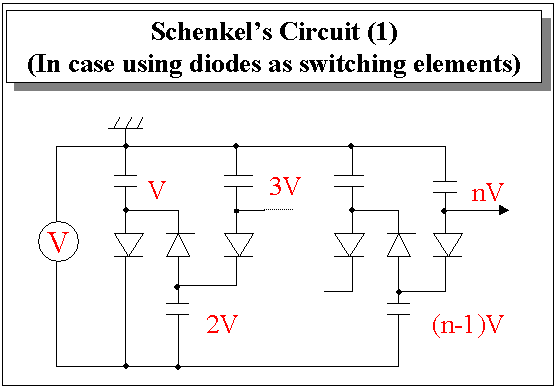 Schenkel's Circuit (1)
(In case using diodes as switching elements)
V
3V
nV
V
2V
(n-1)V